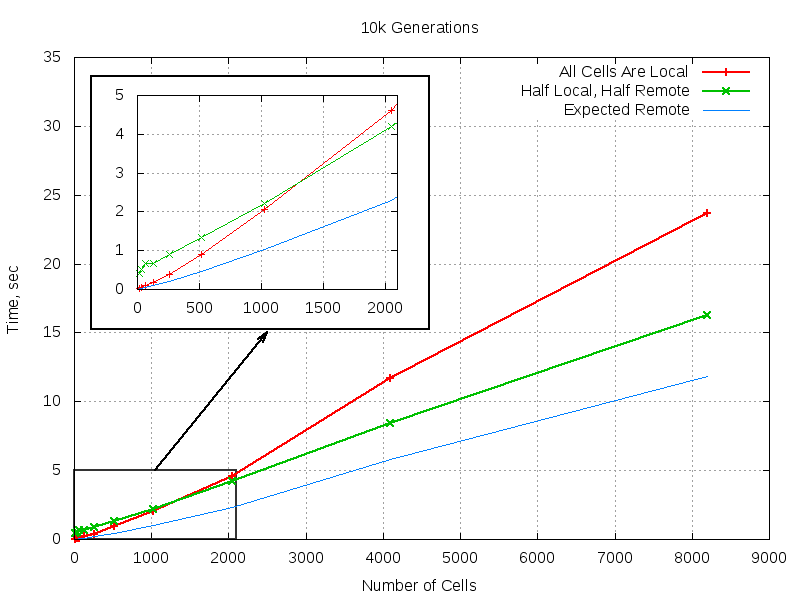 10k Generations
All Cells Are Local
Half Local, Half Remote
Expected Remote
Time, sec
35
30
25
20
15
10
5
0
5
4
3
2
1
0
0 500 1000 1500 2000
0 1000 2000 3000 4000 5000 6000 7000 8000 9000
Number of Cells